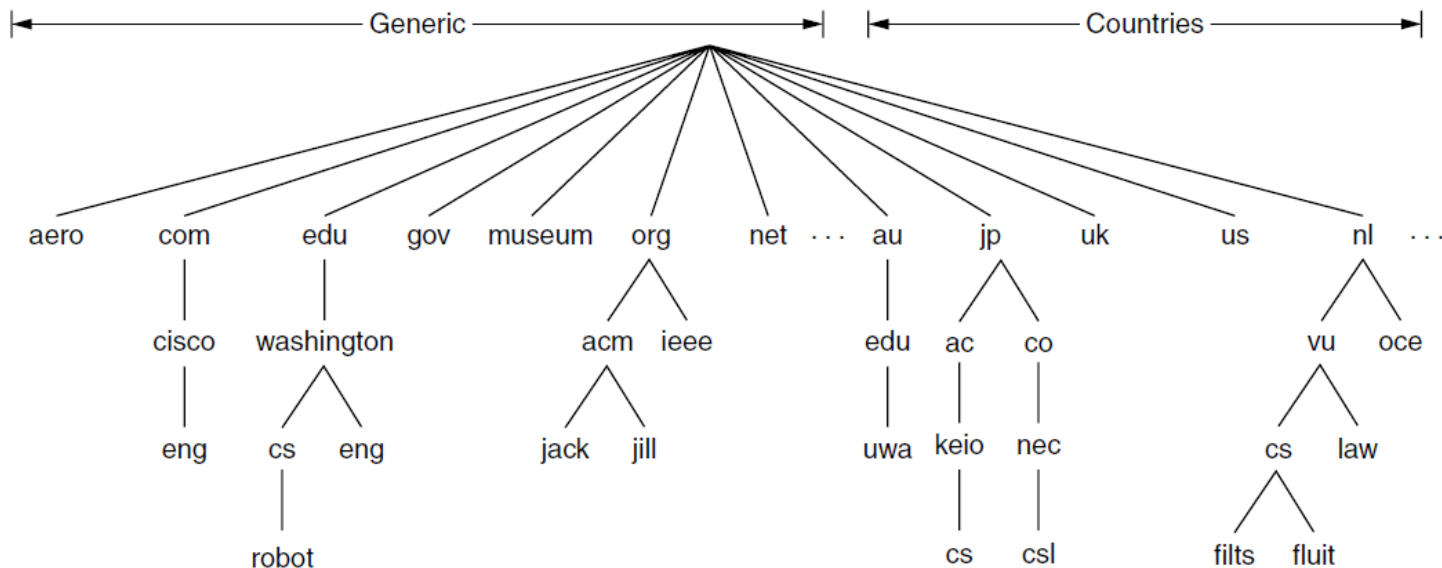 Generic Countries
aero com edu gov museum org net ... au jp uk us nl ...
cisco washington acm ieee edu ac co vu oce
eng cs eng jack jill uwa keio nec cs law
robot cs csl filts fluit